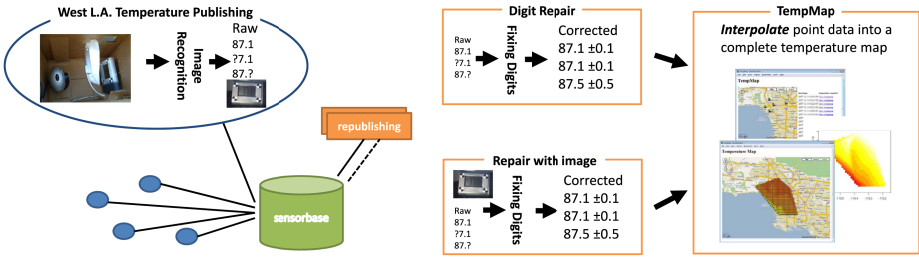 West L.A. Temperature Publishing
Image
Recognition
Raw
87.1
?7.1
87.?
republishing
sensorbase
Digit Repair
Raw
87.1
?7.1
87.?
Fixing Digits
Corrected
87.1 ±0.1
87.1 ±0.1
87.5 ±0.5
Repair with image
Raw
87.1
?7.1
87.?
Fixing Digits
Corrected
87.1 ±0.1
87.1 ±0.1
87.5 ±0.5
TempMap
Interpolate point data into a
complete temperature map
TempMap
Temperature Map